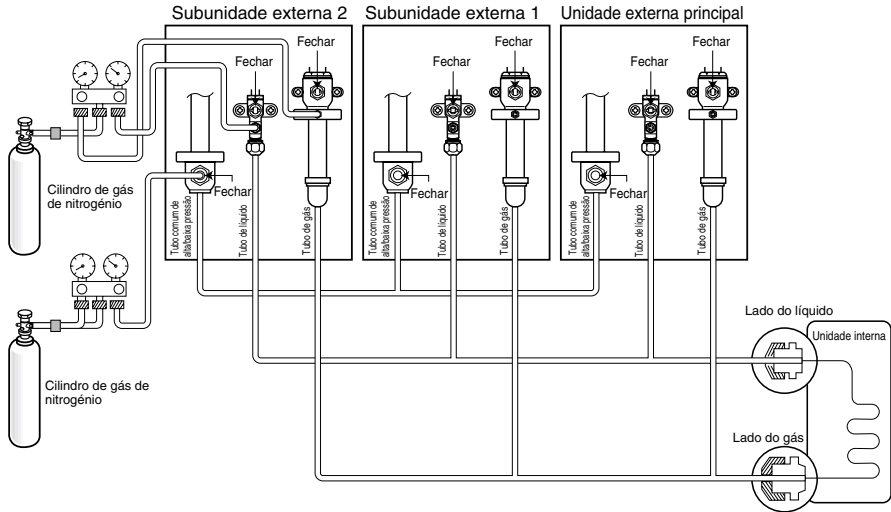 Subunidade externa 2
Subunidade externa 1
Unidade externa principal
Fechar
Fechar
Fechar
Fechar
Fechar
Fechar
Fechar
Fechar
Fechar
Cilindro de gás
de nitrogénio
Tubo comum de
alta/baixa pressão
Tubo de líquido
Tubo de gás
Tubo comum de
alta/baixa pressão
Tubo de líquido
Tubo de gás
Tubo comum de
alta/baixa pressão
Tubo de líquido
Tubo de gás
Cilindro de gás de
nitrogénio
Lado do líquido
Unidade interna
Lado do gás